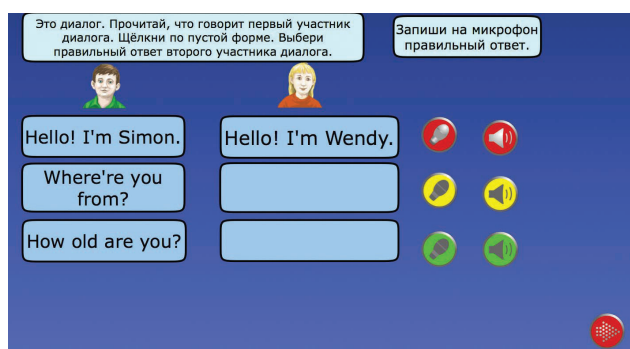 Это диалог. Прочитай, что говорит первый участник
диалога. Щёлкни по пустой форме. Выбери
правильный ответ второго участника диалога.
Запиши на микрофон
правильный ответ.
Hello! I'm Simon.
Hello! I'm Wendy.
Where're you
from?
How old are you?